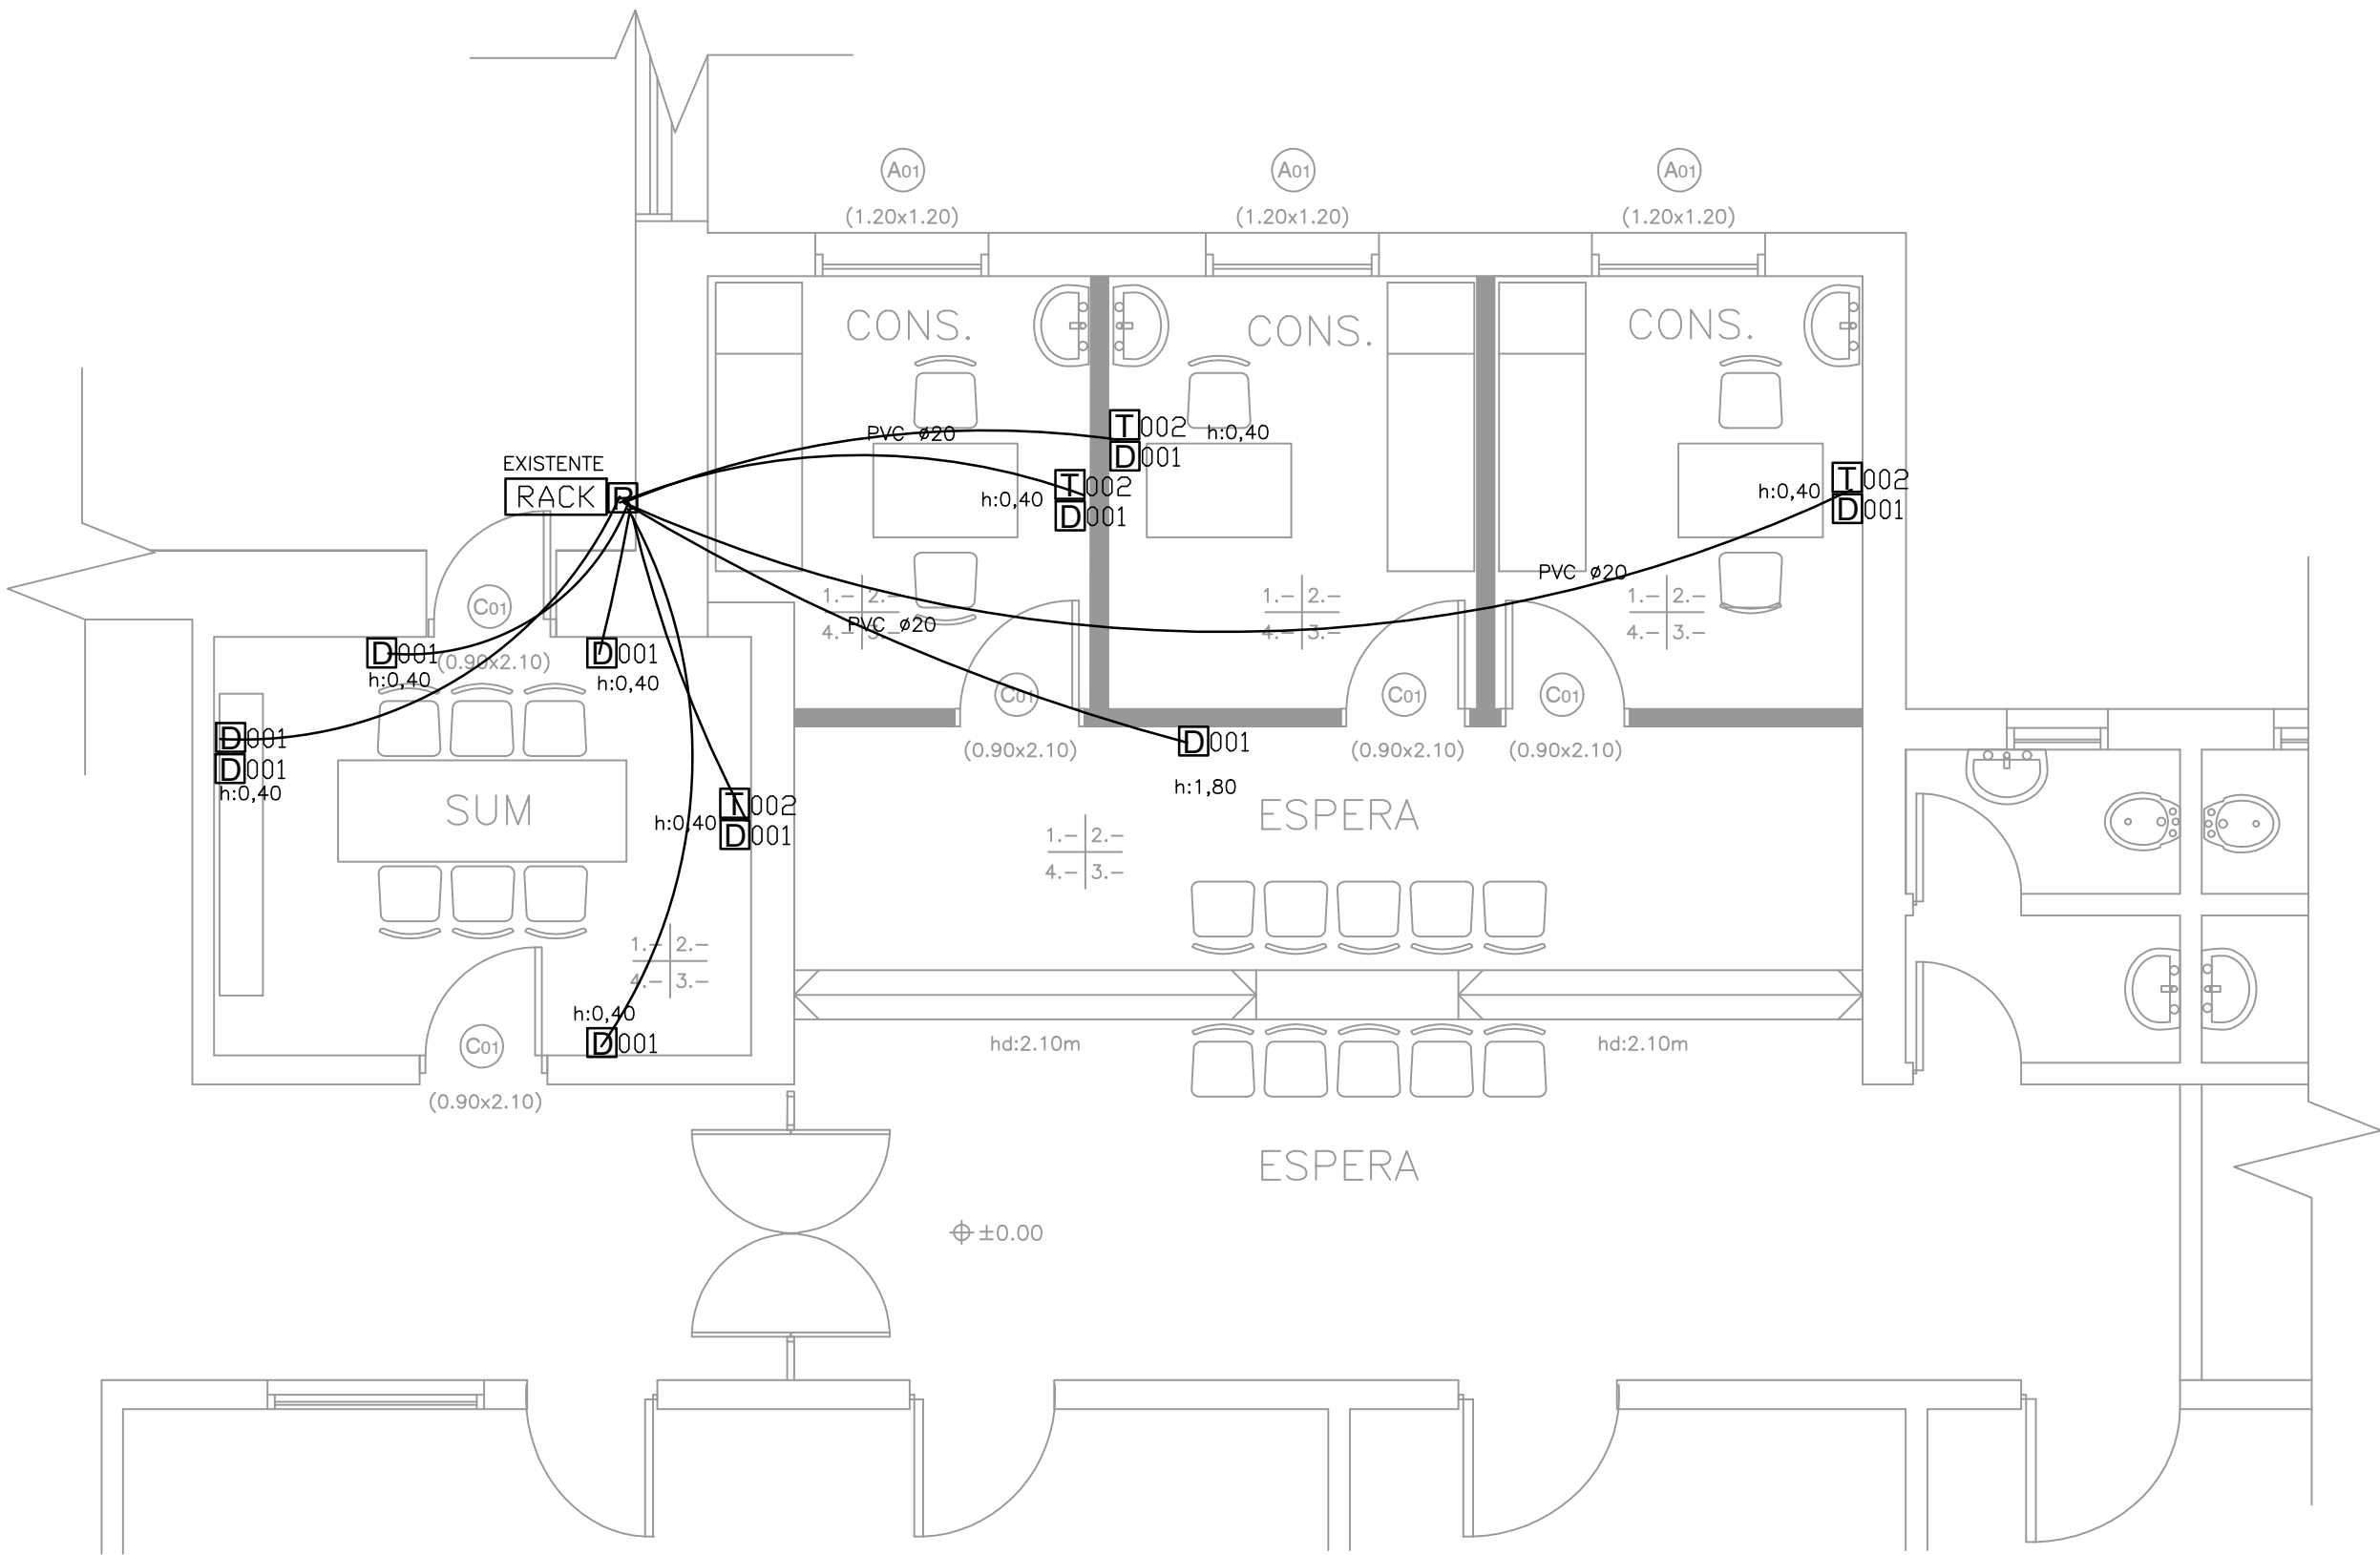 A01 A01 A01
(1.20x1.20) (1.20x1.20) (1.20x1.20)
CONS. CONS. CONS.
T002
D001
h:0,40
PVC ø20
EXISTENTE
RACK R
T002
D001
h:0,40
T002
D001
h:0,40
PVC ø20
PVC ø20
1.- 2.-
4.- 3.-
1.- 2.-
4.- 3.-
1.- 2.-
4.- 3.-
C01
(0.90x2.10)
D001
h:0,40
D001
h:0,40
C01 C01 C01
(0.90x2.10) (0.90x2.10) (0.90x2.10)
D001
D001
h:0,40
D001
h:1,80
SUM
T002
D001
h:0,40
ESPERA
1.- 2.-
4.- 3.-
1.- 2.-
4.- 3.-
h:0,40
D001
C01
(0.90x2.10)
hd:2.10m hd:2.10m
ESPERA
±0.00